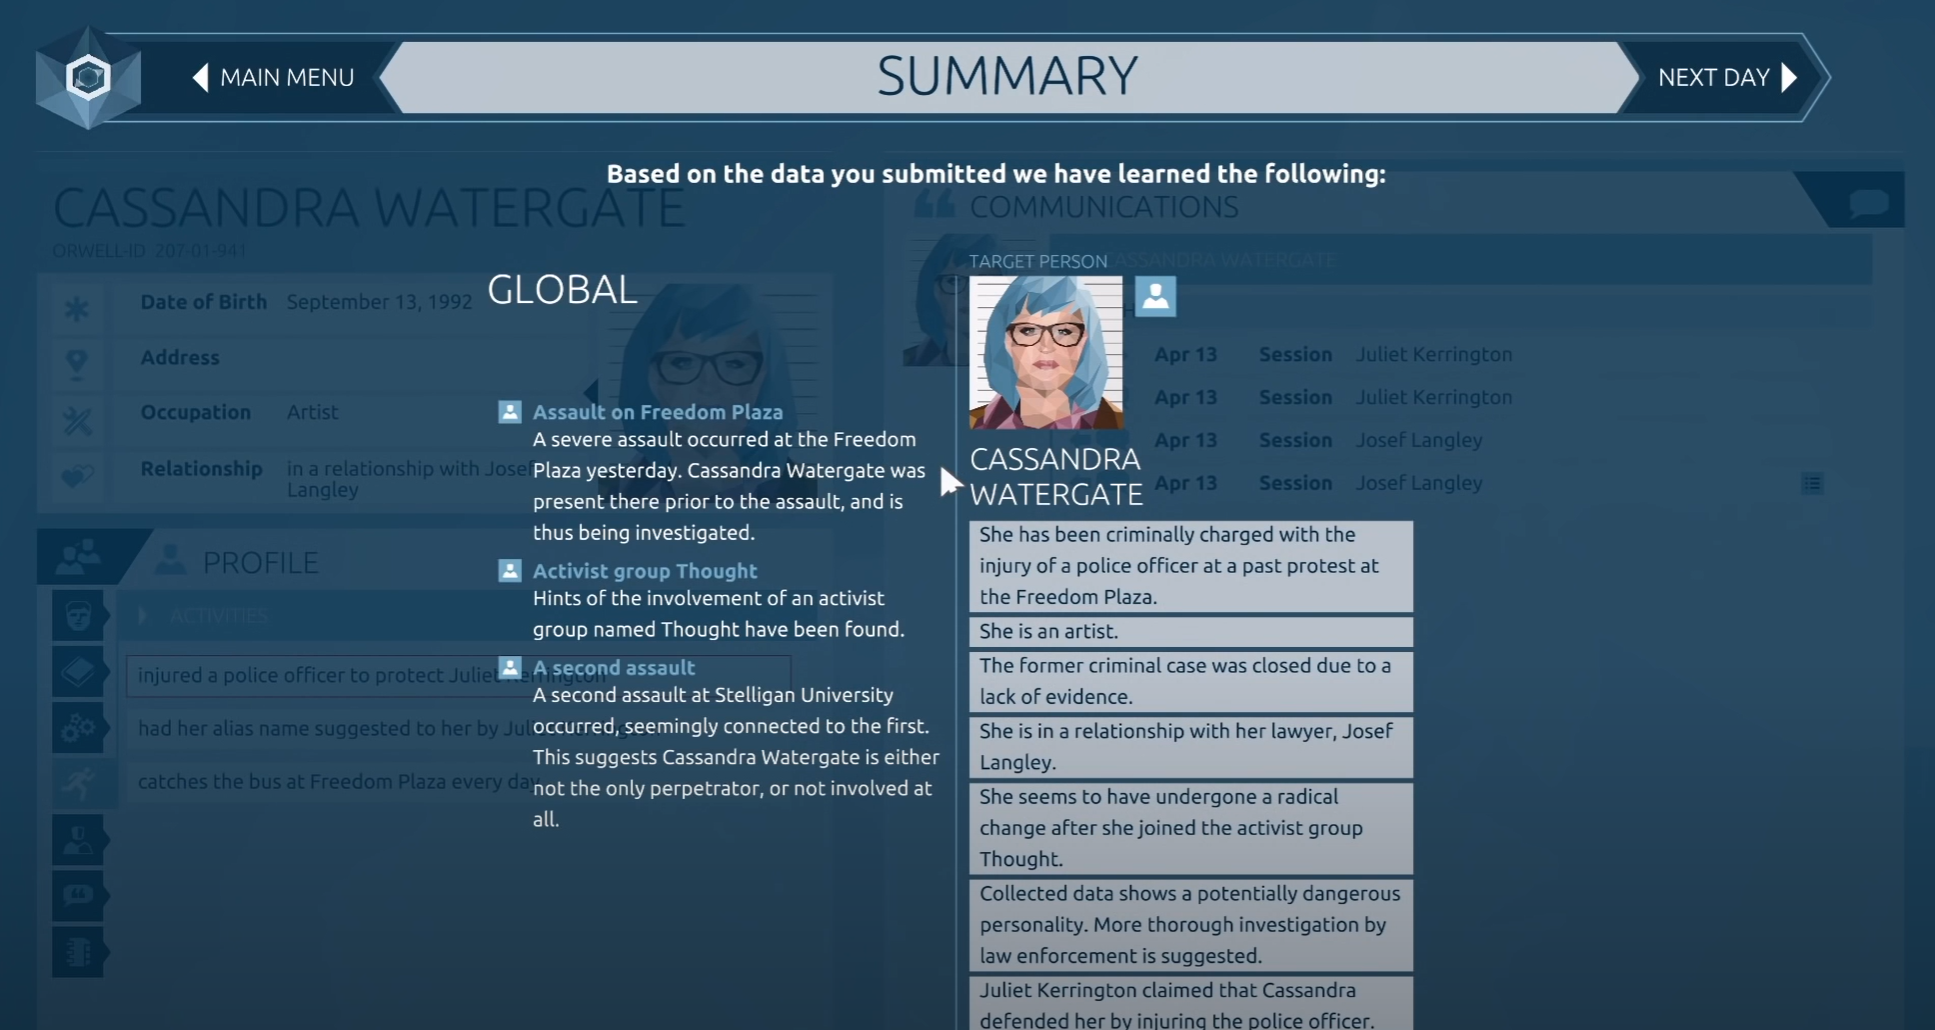 MAIN MENU
SUMMARY
NEXT DAY
Based on the data you submitted we have learned the following:
CASSANDRA WATERGATE
ORWELL-ID 207-01-941
Date of Birth September 13, 1992
Address
Occupation Artist
Relationship in a relationship with Josef
Langley
PROFILE
ACTIVITIES
injured a police officer to protect Juliet Kerrington
had her alias name suggested to her by
catches the bus at Freedom Plaza every day
GLOBAL
Assault on Freedom Plaza
A severe assault occurred at the Freedom
Plaza yesterday. Cassandra Watergate was
present there prior to the assault, and is
thus being investigated.
Activist group Thought
Hints of the involvement of an activist
group named Thought have been found.
A second assault
A second assault at Stelligan University
occurred, seemingly connected to the first.
This suggests Cassandra Watergate is either
not the only perpetrator, or not involved at
all.
COMMUNICATIONS
CASSANDRA WATERGATE
Apr 13 Session Juliet Kerrington
Apr 13 Session Juliet Kerrington
Apr 13 Session Josef Langley
Apr 13 Session Josef Langley
TARGET PERSON
CASSANDRA
WATERGATE
She has been criminally charged with the
injury of a police officer at a past protest at
the Freedom Plaza.
She is an artist.
The former criminal case was closed due to a
lack of evidence.
She is in a relationship with her lawyer, Josef
Langley.
She seems to have undergone a radical
change after she joined the activist group
Thought.
Collected data shows a potentially dangerous
personality. More thorough investigation by
law enforcement is suggested.
Juliet Kerrington claimed that Cassandra
defended her by injuring the police officer.